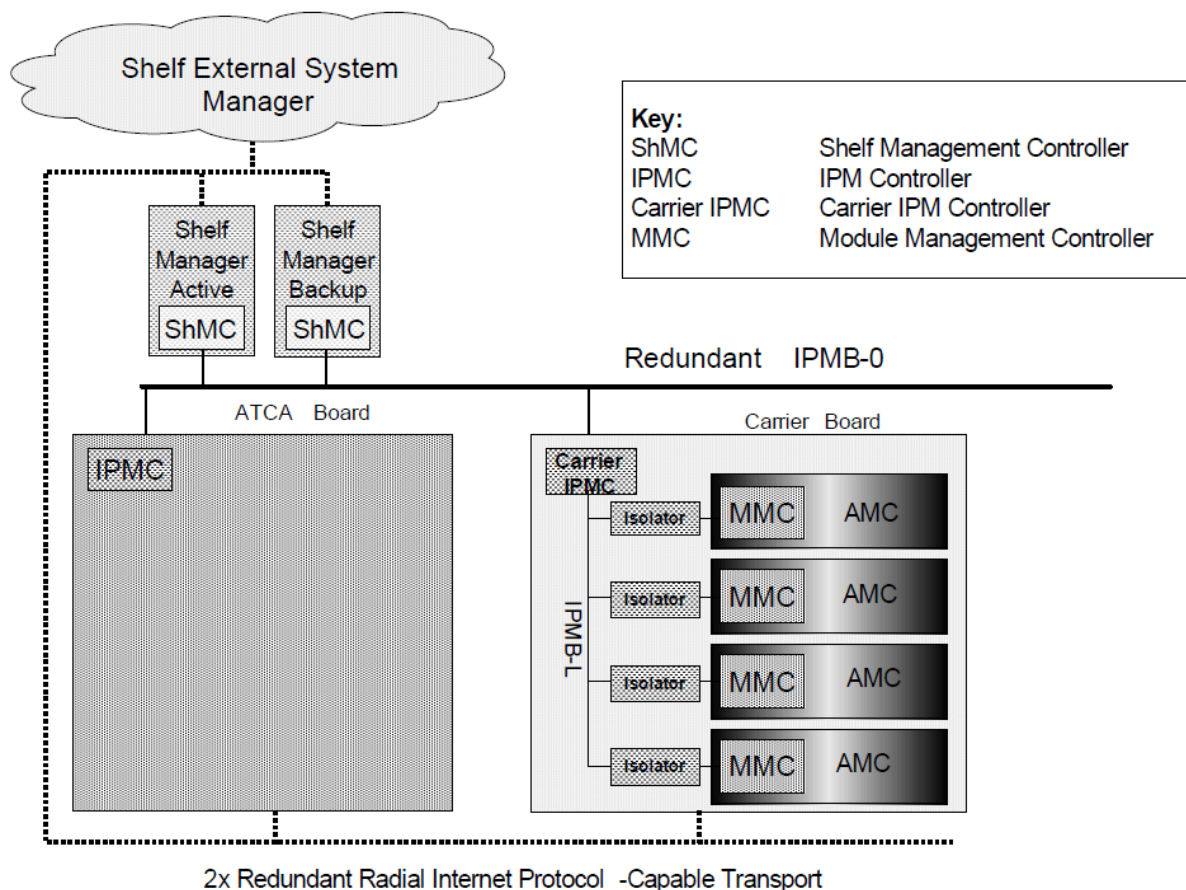 Shelf External System
Manager
Key:
ShMC Shelf Management Controller
IPMC IPM Controller
Carrier IPMC Carrier IPM Controller
MMC Module Management Controller
Shelf
Manager
Active
ShMC
Shelf
Manager
Backup
ShMC
Redundant IPMB-0
ATCA Board
IPMC
Carrier Board
Carrier
IPMC
IPMB-L
Isolator
MMC
AMC
Isolator
MMC
AMC
Isolator
MMC
AMC
Isolator
MMC
AMC
2x Redundant Radial Internet Protocol -Capable Transport